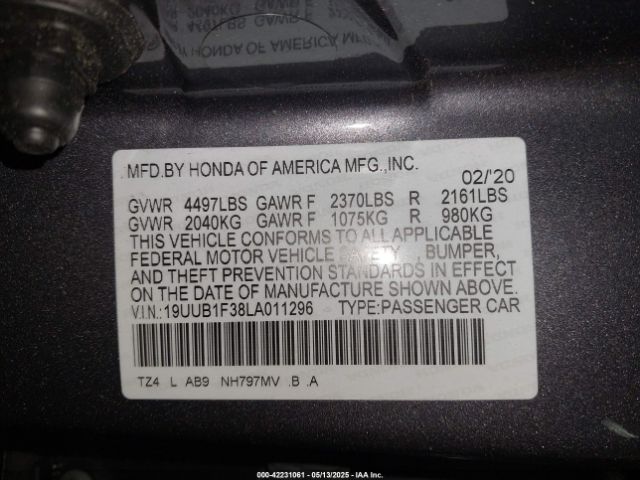 MFD.BY HONDA OF AMERICA MFG.,INC.
02/'20
GVWR 4497LBS GAWR F 2370LBS R 2161LBS
GVWR 2040KG GAWR F 1075KG R 980KG
THIS VEHICLE CONFORMS TO ALL APPLICABLE
FEDERAL MOTOR VEHICLE SAFETY, BUMPER,
AND THEFT PREVENTION STANDARDS IN EFFECT
ON THE DATE OF MANUFACTURE SHOWN ABOVE.
V.I.N.:19UUB1F38LA011296 TYPE:PASSENGER CAR
TZ4 L AB9 NH797MV .B .A
000-42231061 - 05/13/2025 - IAA Inc.